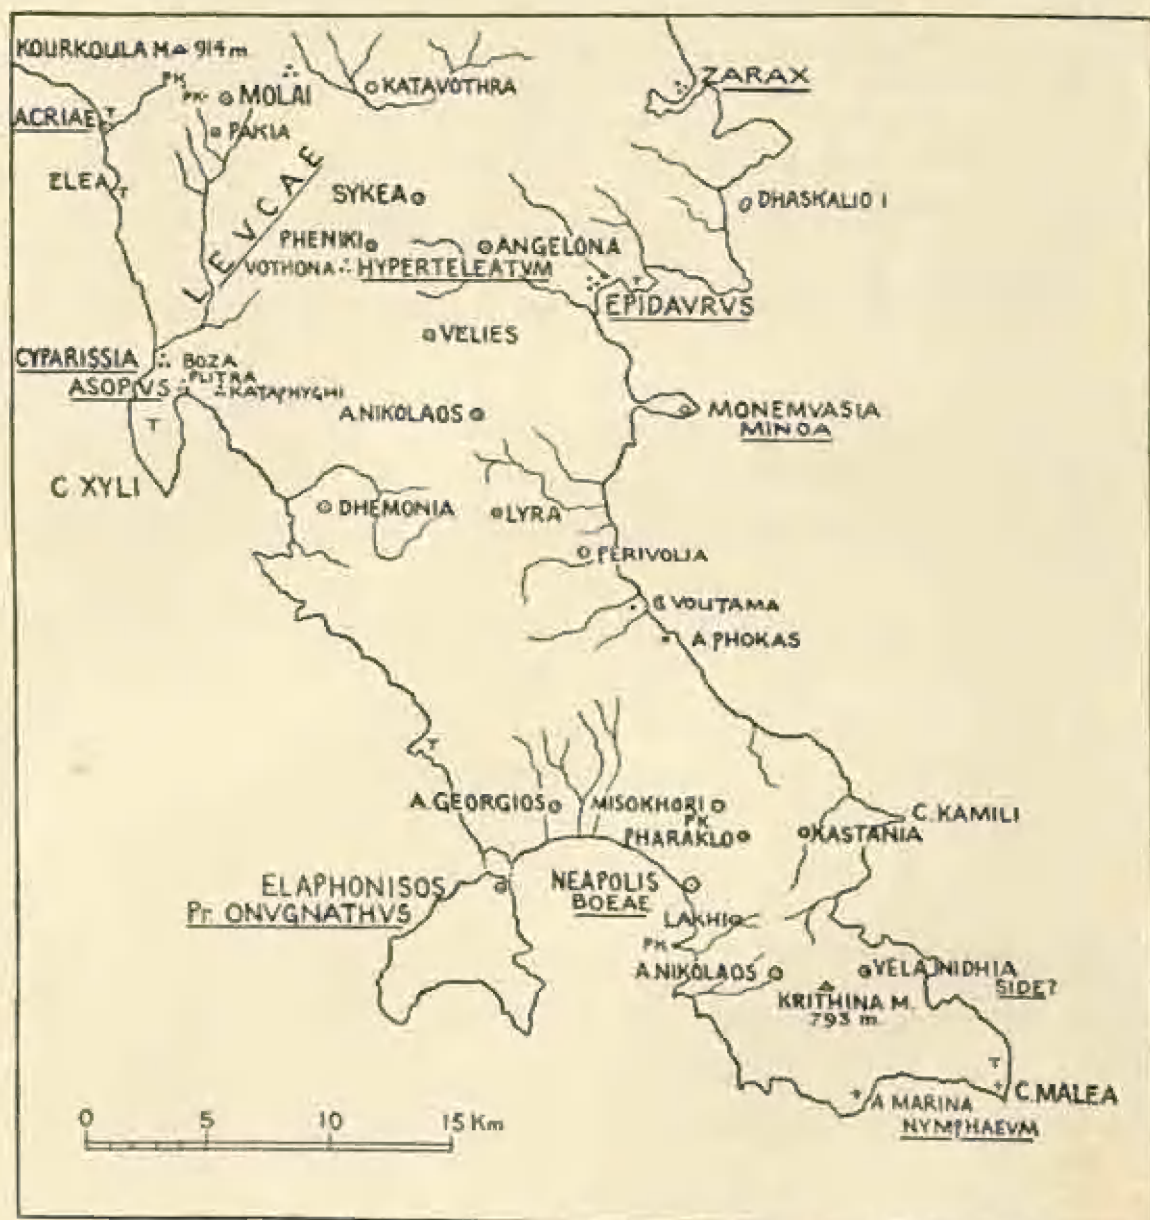 KOURKOULA M 914 m
PK
PK
MOLAI
KATAVOTHRA
ZARAX
ACRIAE
T
PAKIA
ELEA
T
LEVCAE
SYKEA
DHASKALIO I
PHENIKI
ANGELONA
VOTHONA
HYPERTELEATVM
T
EPIDAVRVS
VELIES
CYPARISSIA
BOZA
ASOPVS
PLITRA
KATAPHYGHI
T
A.NIKOLAOS
MONEMVASIA
MINOA
C XYLI
DHEMONIA
LYRA
PERIVOLIA
VOUTAMA
A.PHOKAS
T
A.GEORGIOS
MISOKHORI
PK
PHARAKLO
KASTANIA
C.KAMILI
ELAPHONISOS
Pr. ONVGNATHVS
NEAPOLIS
BOEAE
LAKHI
PK
A.NIKOLAOS
VELANIDHIA
SIDE?
KRITHINA M.
793 m
T
C.MALEA
A MARINA
NYMPHAEVM
0 5 10 15 Km